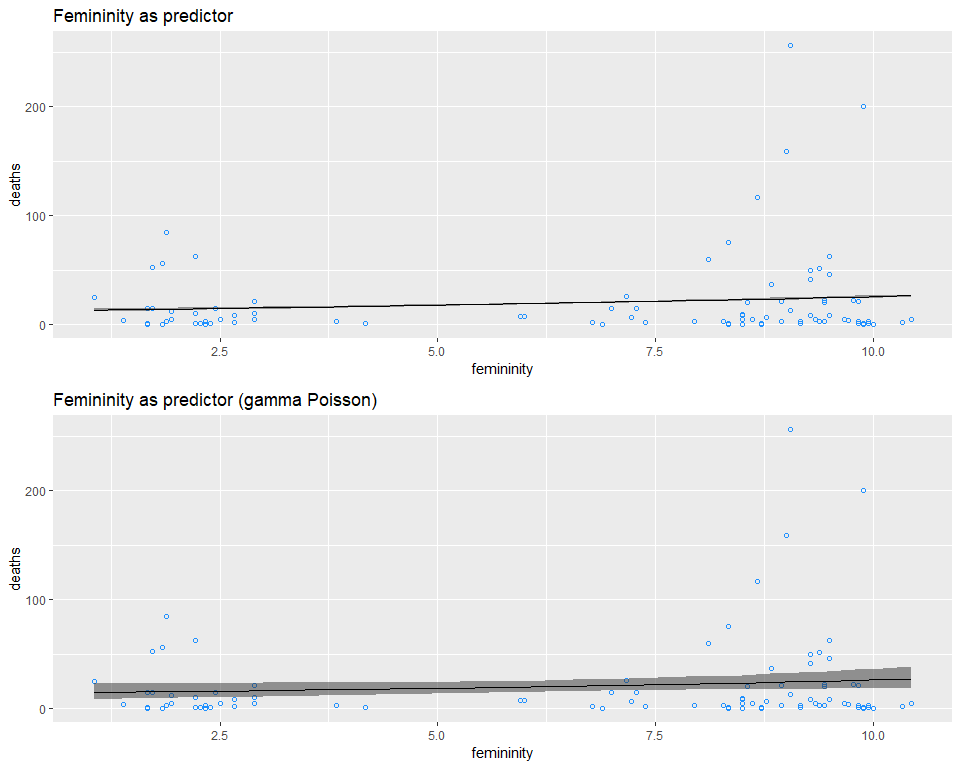 Femininity as predictor
deaths
200
100
0
2.5 5.0 7.5 10.0
femininity
Femininity as predictor (gamma Poisson)
deaths
200
100
0
2.5 5.0 7.5 10.0
femininity